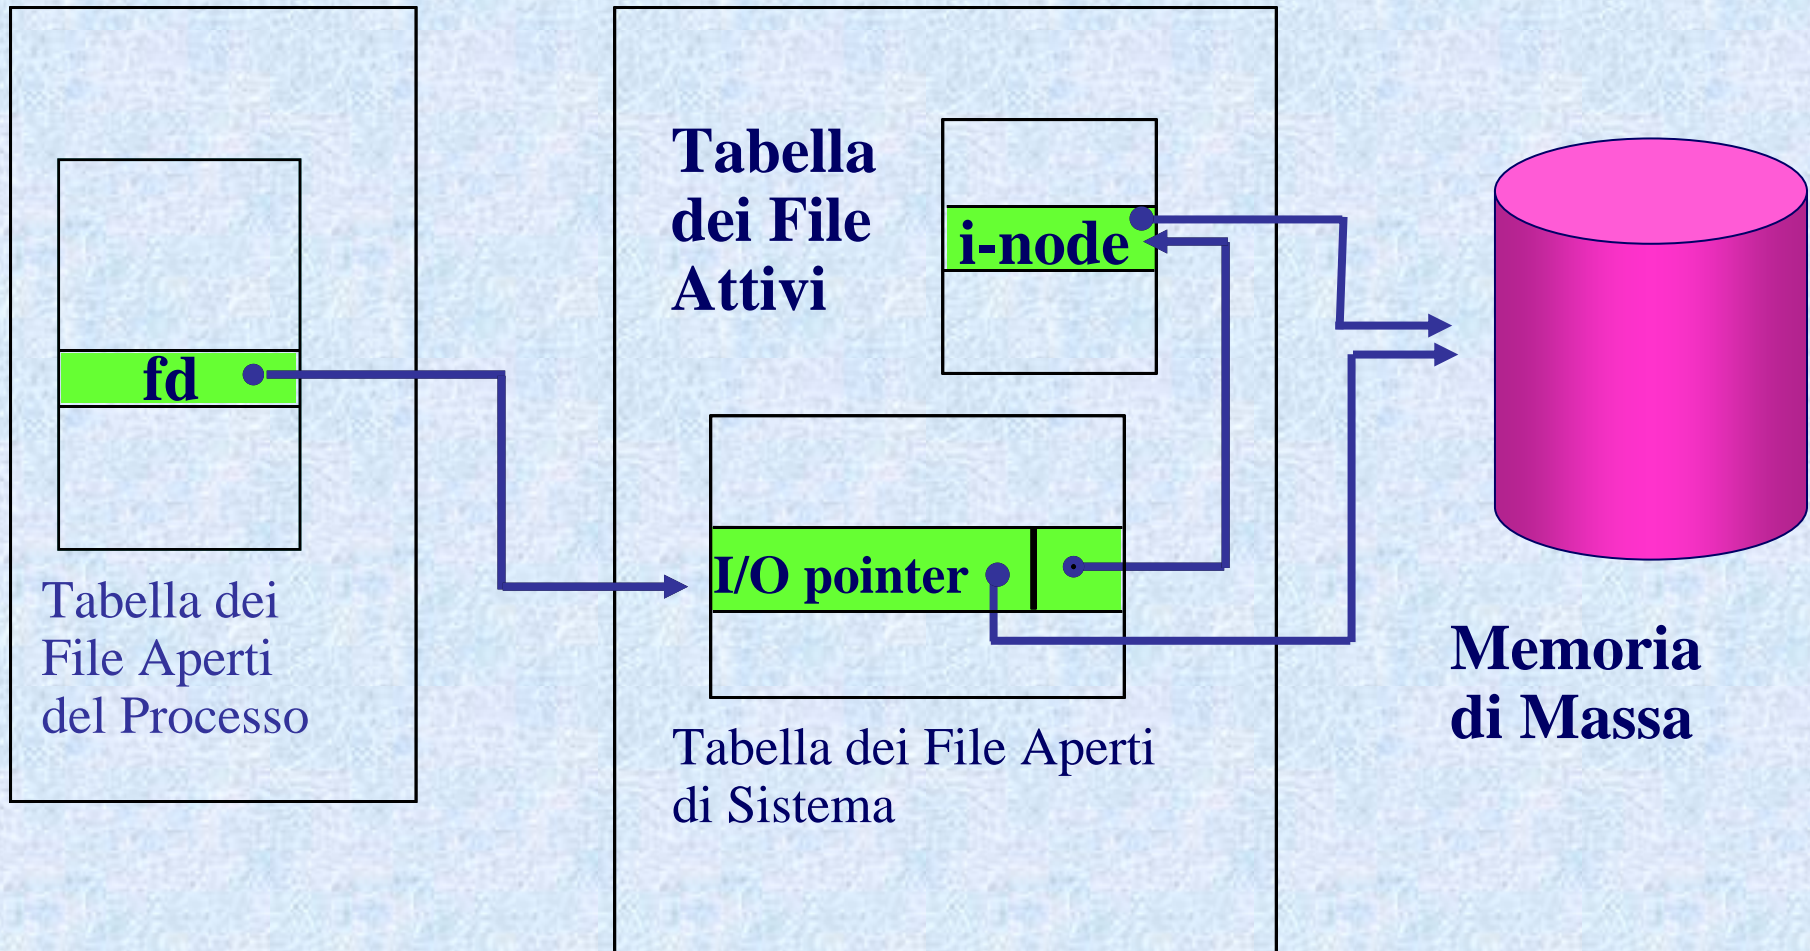 fd
Tabella dei
File Aperti
del Processo
Tabella
dei File
Attivi
i-node
I/O pointer
Tabella dei File Aperti
di Sistema
Memoria
di Massa